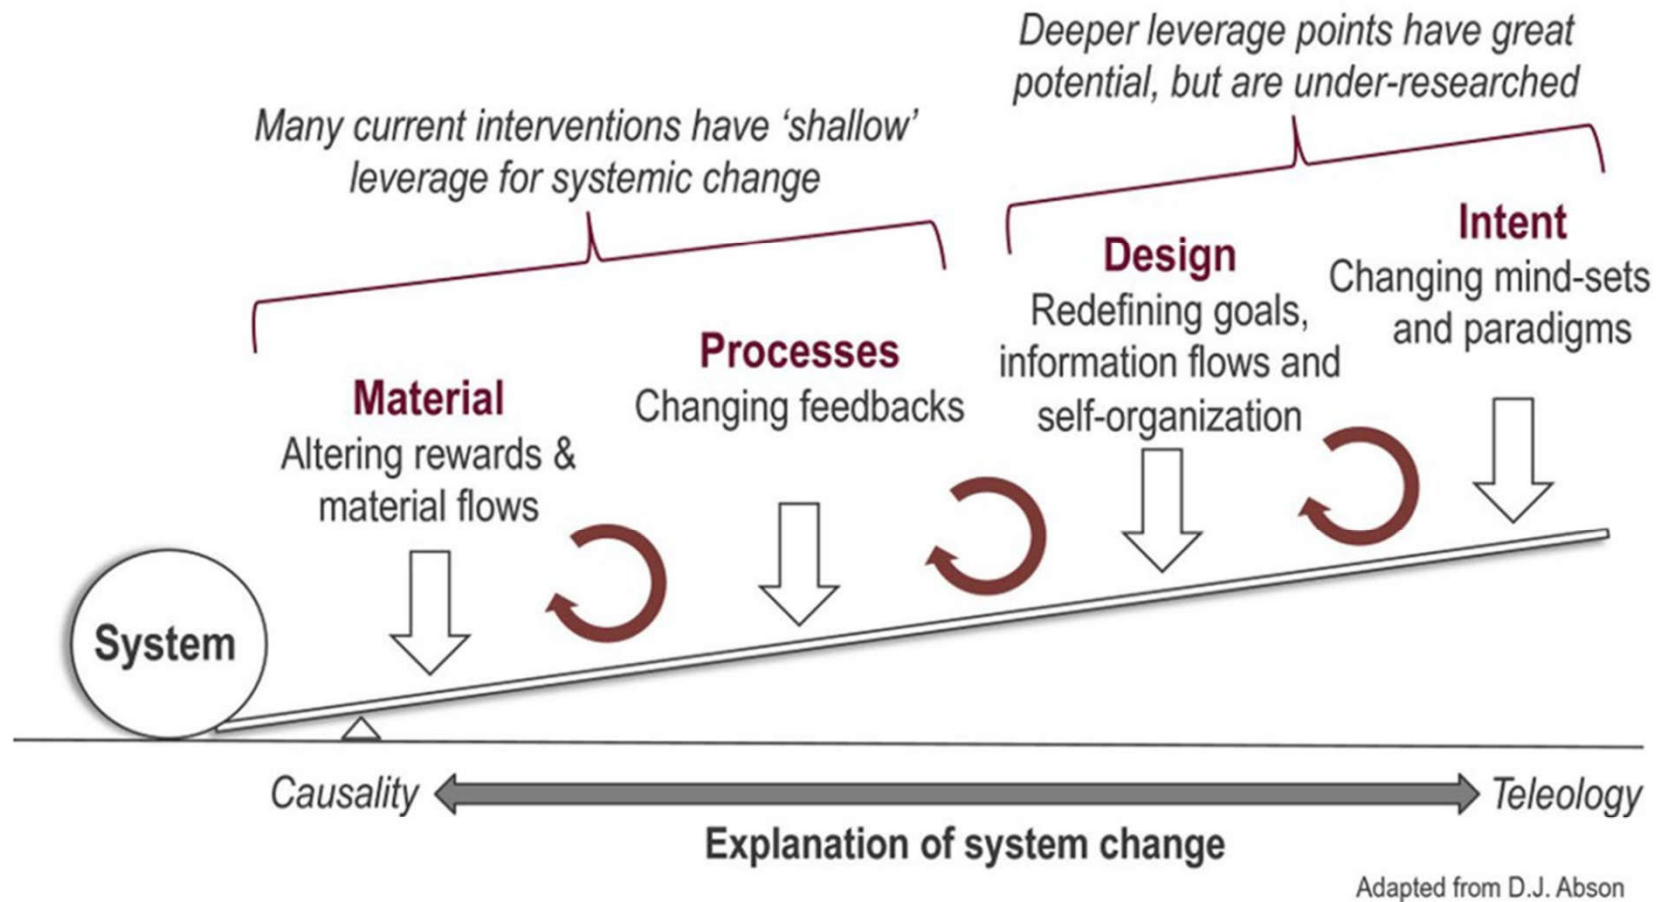 Deeper leverage points have great
potential, but are under-researched
Many current interventions have ‘shallow’
leverage for systemic change
Intent
Changing mind-sets
and paradigms
Design
Redefining goals,
information flows and
self-organization
Processes
Changing feedbacks
Material
Altering rewards &
material flows
System
Causality
Teleology
Explanation of system change
Adapted from D.J. Abson